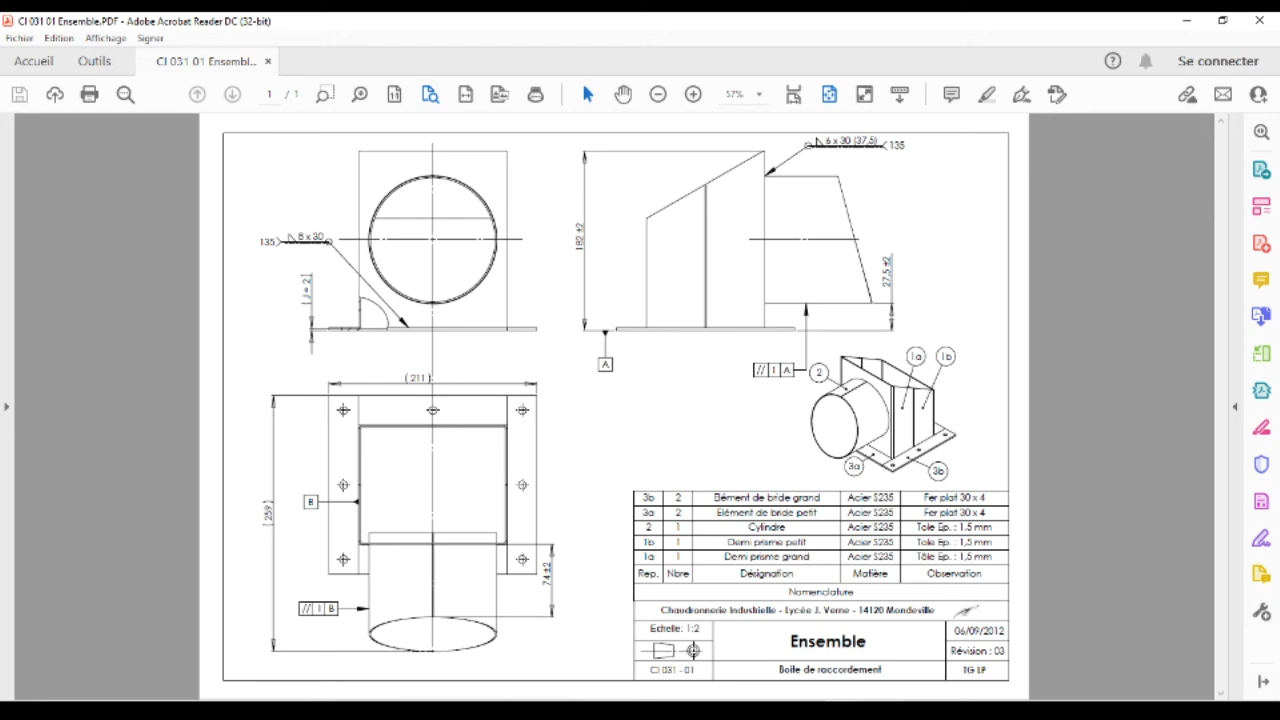 CI 031 01 Ensemble.PDF - Adobe Acrobat Reader DC (32-bit)
Fichier Edition Affichage Signer
Accueil Outils CI 031 01 Ensembl... × Se connecter
1 / 1 57%
6 x 30 (37,5) 135
135 8 x 30
182 ±2
( J = 2 )
27,5 ±2
A
// 1 A
2 1a 1b
3a 3b
( 211 )
( 259 )
B
74±2
// 1 B
3b 2 Elément de bride grand Acier S235 Fer plat 30 x 4
3a 2 Elément de bride petit Acier S235 Fer plat 30 x 4
2 1 Cylindre Acier S235 Tole Ep. : 1.5 mm
1b 1 Demi prisme petit Acier S235 Tole Ep. : 1,5 mm
1a 1 Demi prisme grand Acier S235 Tôle Ep. : 1,5 mm
Rep. Nbre Désignation Matière Observation
Nomenclature
Chaudronnerie Industrielle - Lycée J. Verne - 14120 Mondeville
Echelle: 1:2
Ensemble
06/09/2012
Révision : 03
CI 031 - 01
Boite de raccordement
TG LP